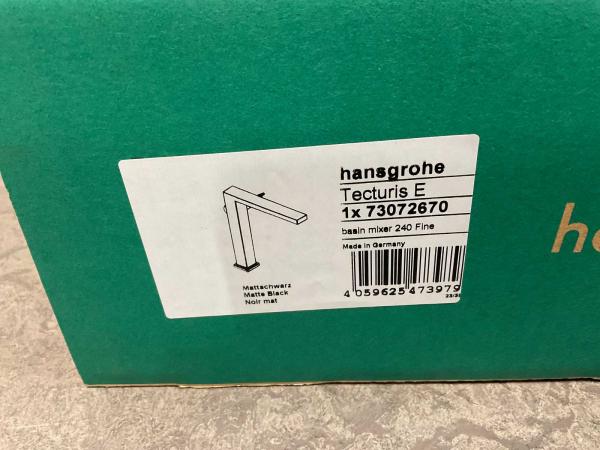 hansgrohe
Tecturis E
1x 73072670
basin mixer 240 Fine
Made in Germany
Mattschwarz
Matte Black
Noir mat
4 059625 473979